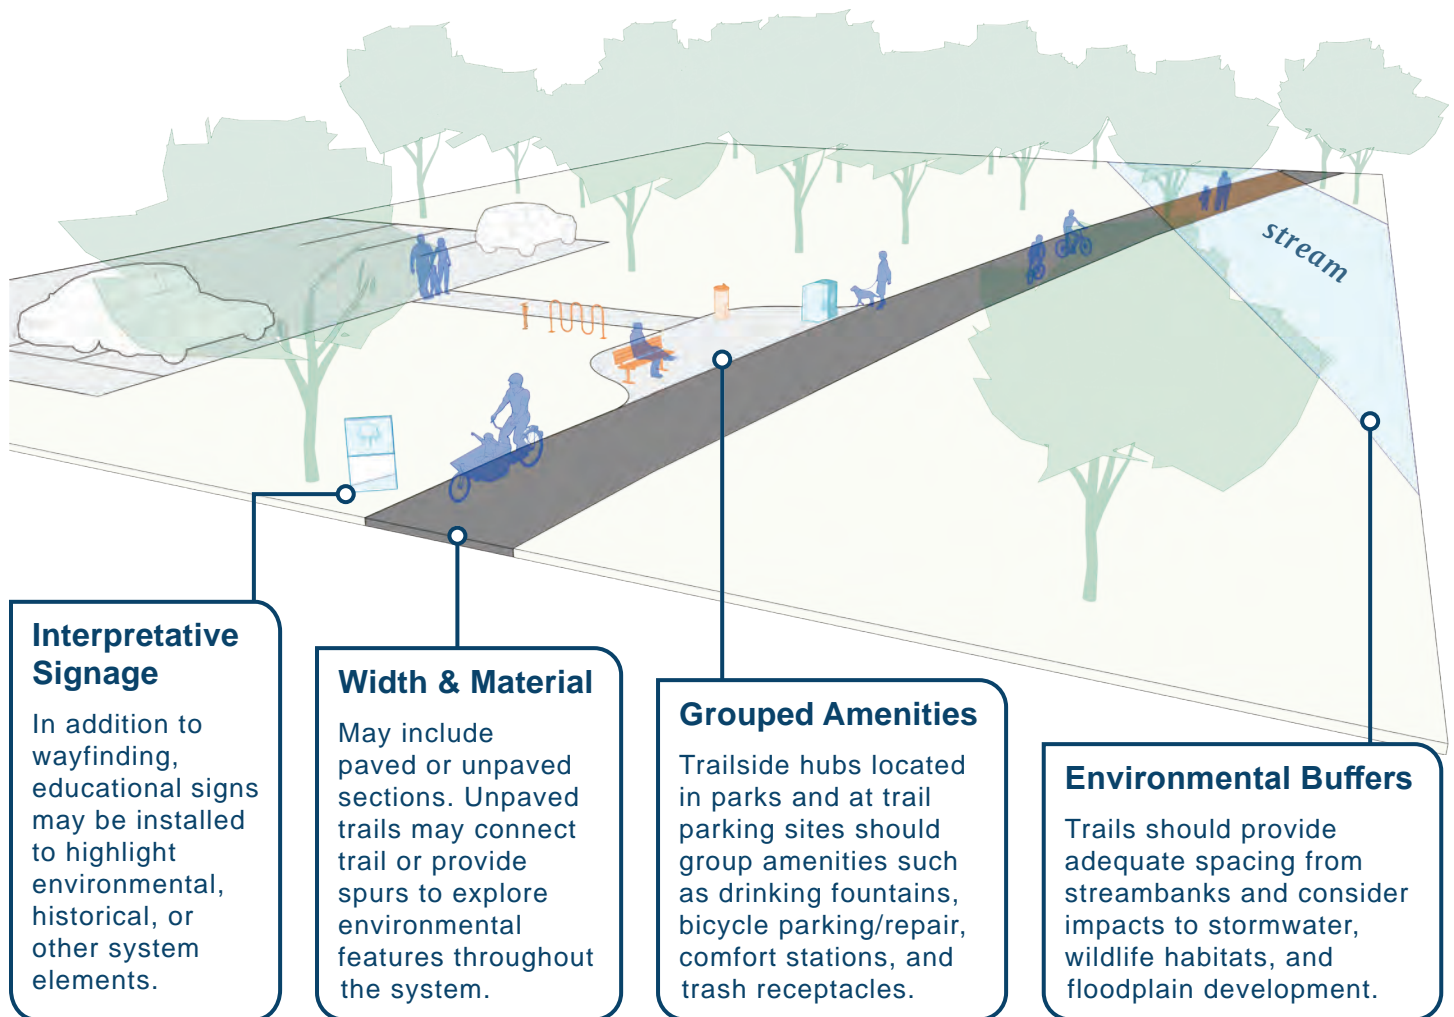 stream
Interpretative
Signage
In addition to
wayfinding,
educational signs
may be installed
to highlight
environmental,
historical, or
other system
elements.
Width & Material
May include
paved or unpaved
sections. Unpaved
trails may connect
trail or provide
spurs to explore
environmental
features throughout
the system.
Grouped Amenities
Trailside hubs located
in parks and at trail
parking sites should
group amenities such
as drinking fountains,
bicycle parking/repair,
comfort stations, and
trash receptacles.
Environmental Buffers
Trails should provide
adequate spacing from
streambanks and consider
impacts to stormwater,
wildlife habitats, and
floodplain development.